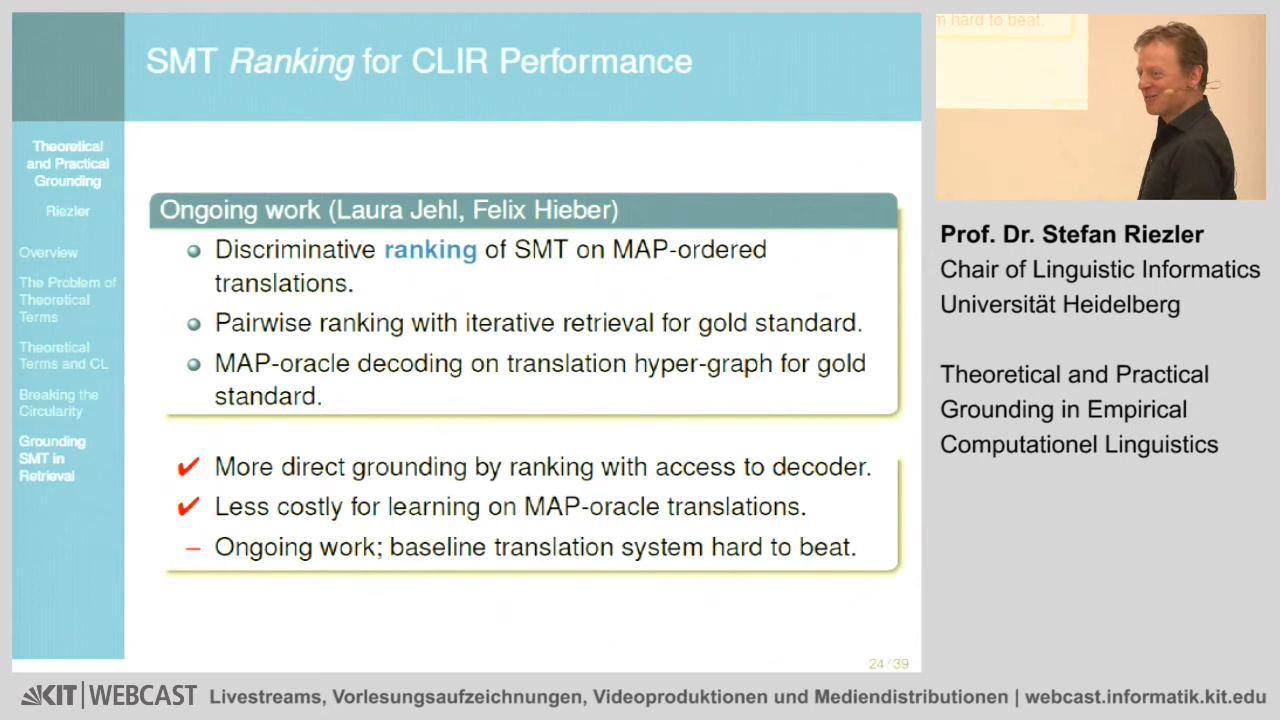 SMT Ranking for CLIR Performance
Theoretical
and Practical
Grounding
Riezler
Overview
The Problem of
Theoretical
Terms
Theoretical
Terms and CL
Breaking the
Circularity
Grounding
SMT in
Retrieval
Ongoing work (Laura Jehl, Felix Hieber)
Discriminative ranking of SMT on MAP-ordered
translations.
Pairwise ranking with iterative retrieval for gold standard.
MAP-oracle decoding on translation hyper-graph for gold
standard.
✔ More direct grounding by ranking with access to decoder.
✔ Less costly for learning on MAP-oracle translations.
– Ongoing work; baseline translation system hard to beat.
24/39
m hard to beat.
Prof. Dr. Stefan Riezler
Chair of Linguistic Informatics
Universität Heidelberg
Theoretical and Practical
Grounding in Empirical
Computationel Linguistics
KIT | WEBCAST Livestreams, Vorlesungsaufzeichnungen, Videoproduktionen und Mediendistributionen | webcast.informatik.kit.edu